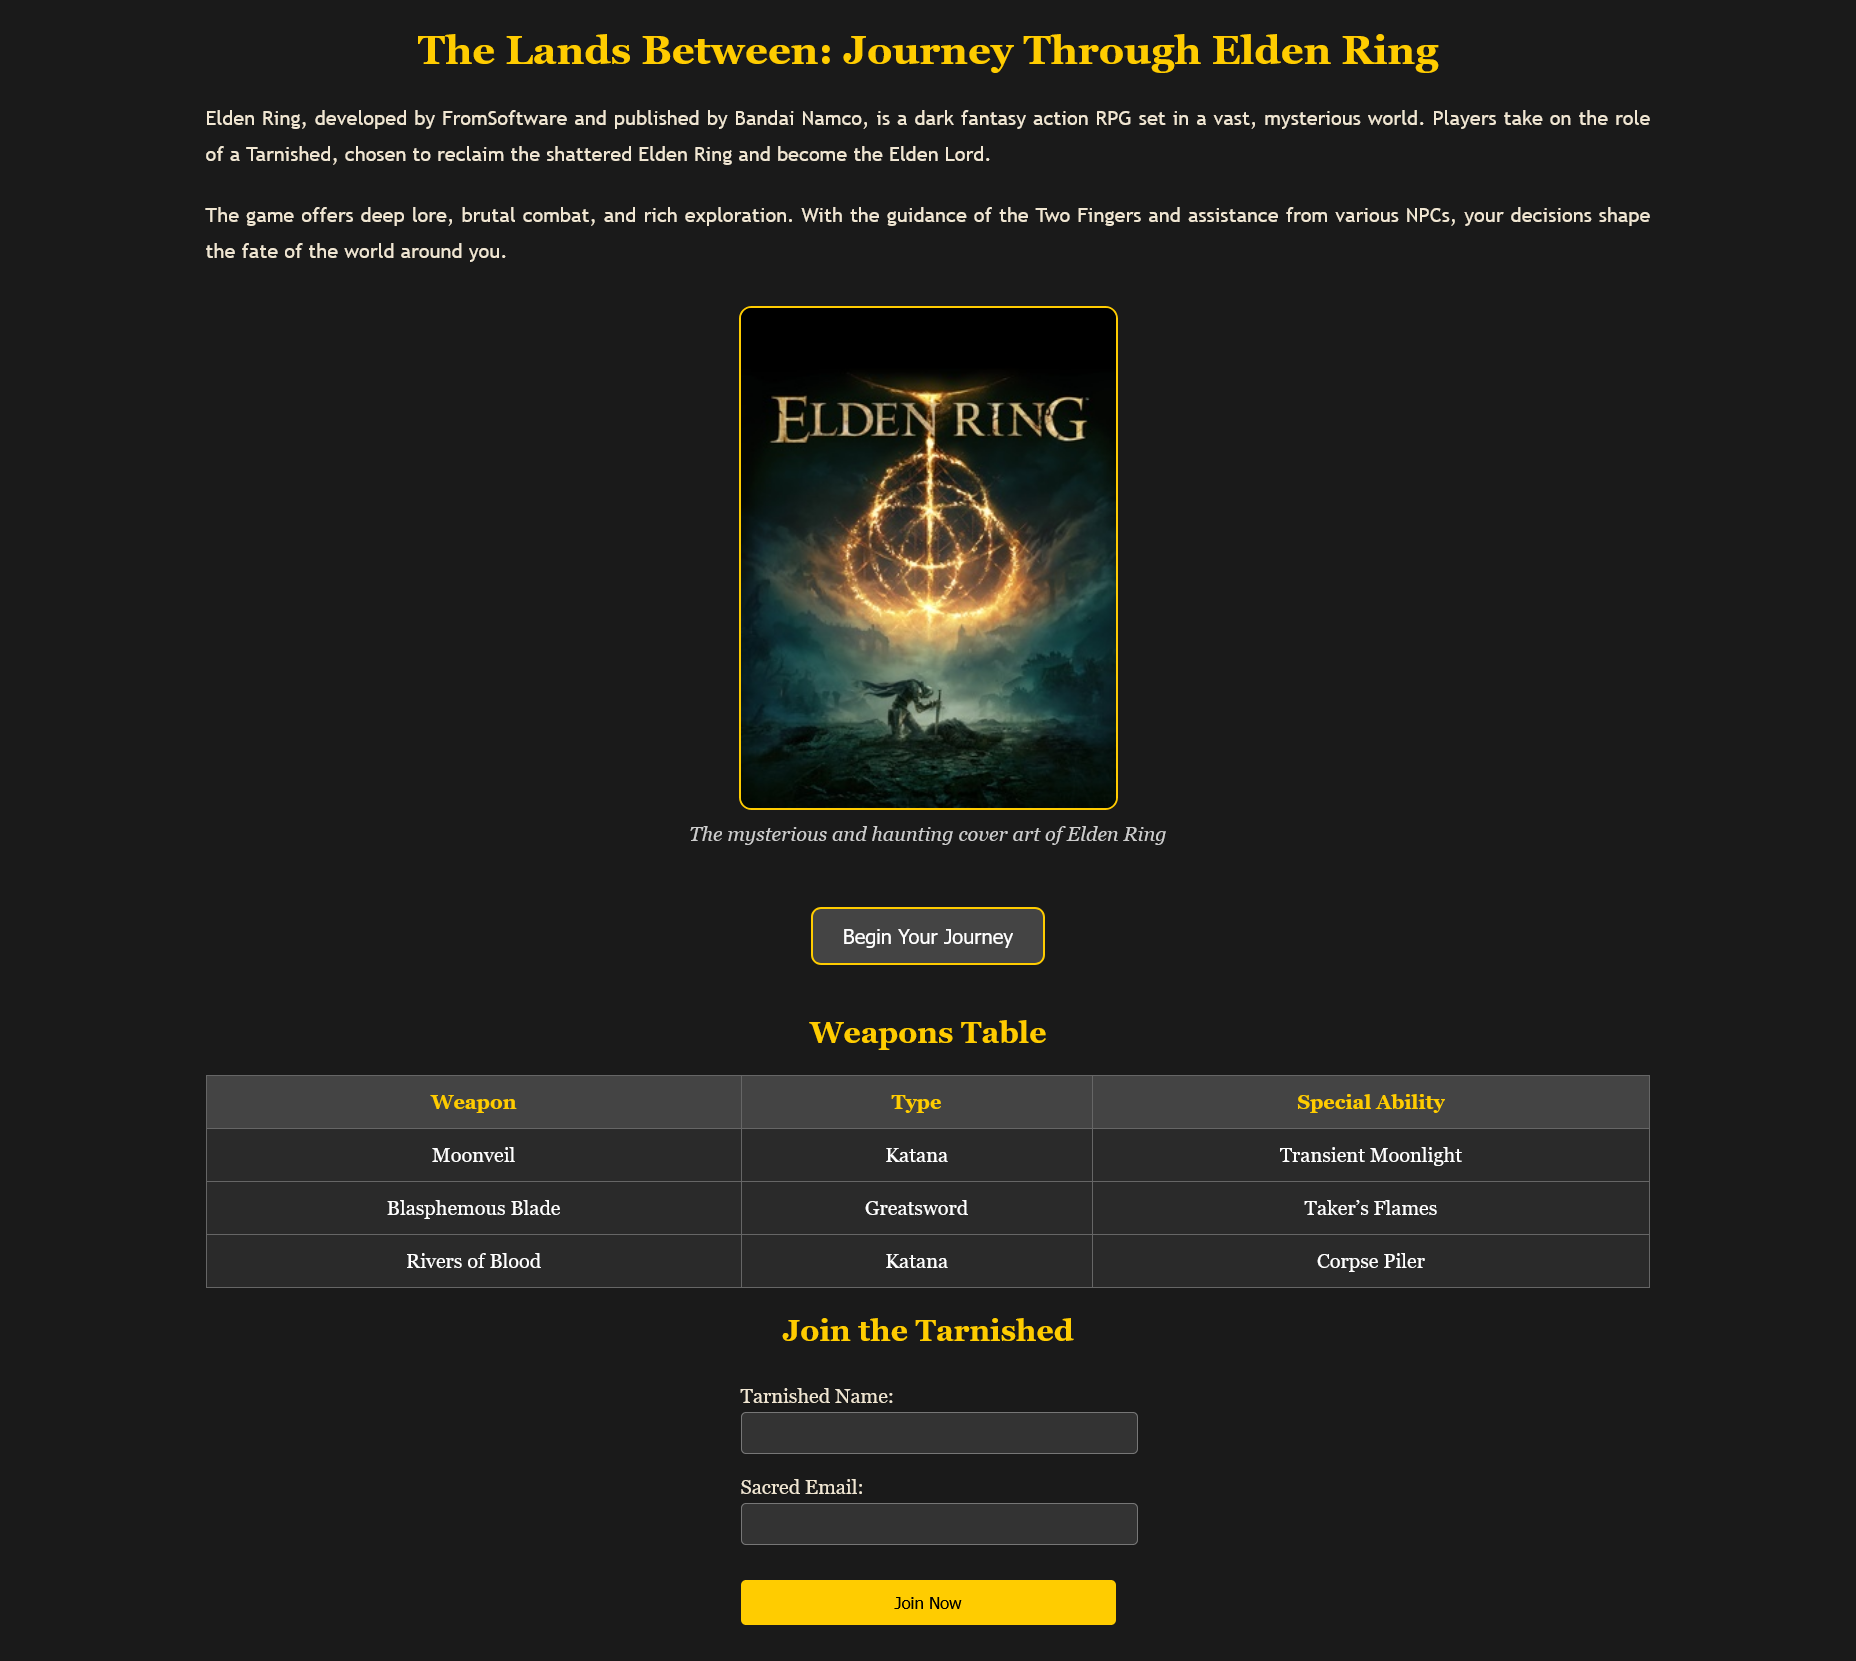 The Lands Between: Journey Through Elden Ring
Elden Ring, developed by FromSoftware and published by Bandai Namco, is a dark fantasy action RPG set in a vast, mysterious world. Players take on the role
of a Tarnished, chosen to reclaim the shattered Elden Ring and become the Elden Lord.
The game offers deep lore, brutal combat, and rich exploration. With the guidance of the Two Fingers and assistance from various NPCs, your decisions shape
the fate of the world around you.
ELDEN RING
The mysterious and haunting cover art of Elden Ring
Begin Your Journey
Weapons Table
Weapon Type Special Ability
Moonveil Katana Transient Moonlight
Blasphemous Blade Greatsword Taker’s Flames
Rivers of Blood Katana Corpse Piler
Join the Tarnished
Tarnished Name:
Sacred Email:
Join Now